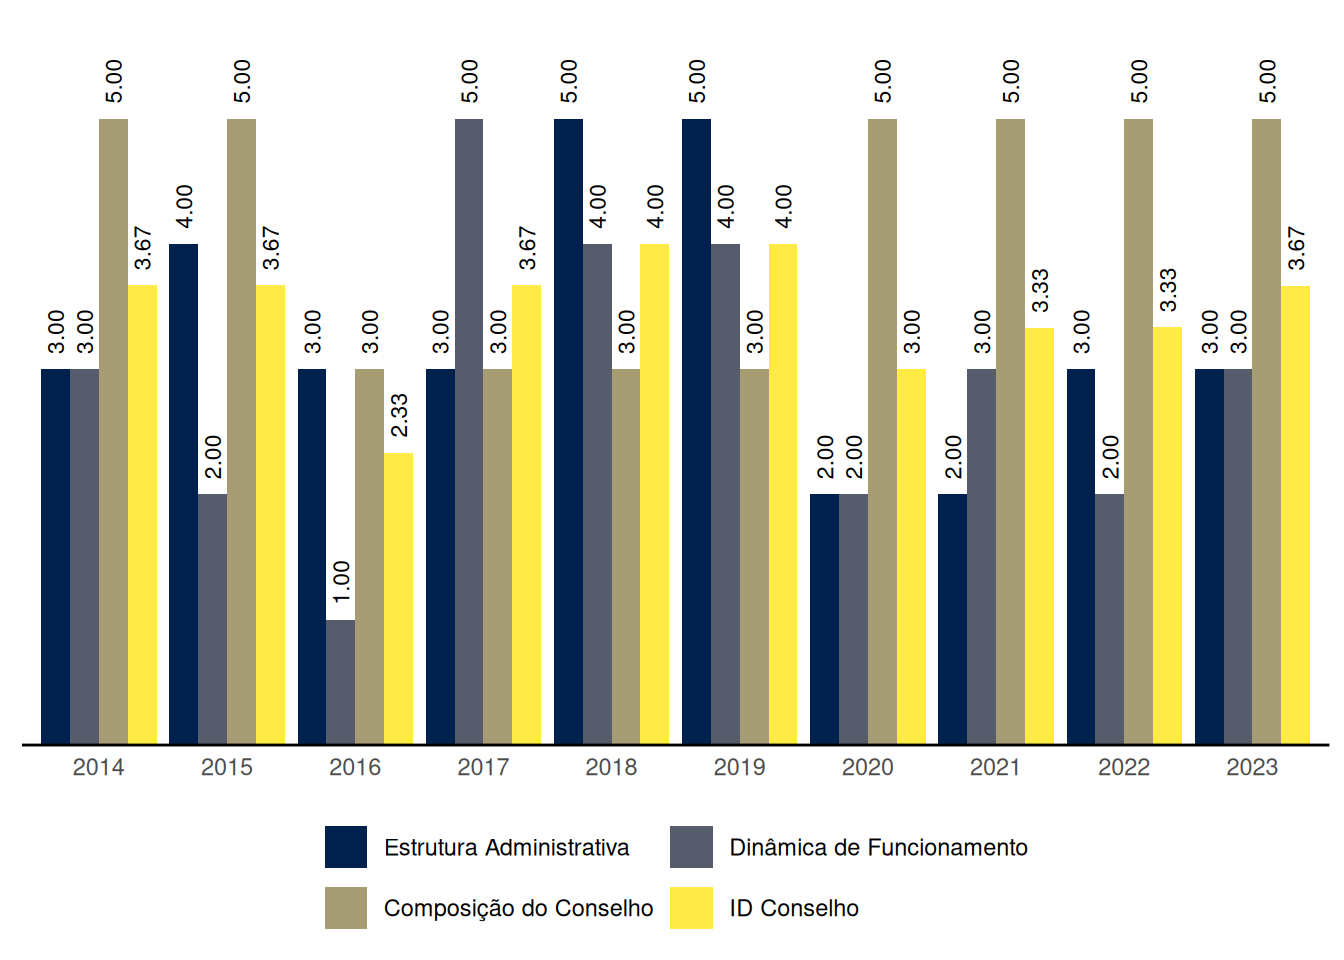 3.00 3.00 5.00 3.67 4.00 2.00 5.00 3.67 3.00 1.00 3.00 2.33 3.00 5.00 3.00 3.67 5.00 4.00 3.00 4.00 5.00 4.00 3.00 4.00 2.00 2.00 5.00 3.00 2.00 3.00 5.00 3.33 3.00 2.00 5.00 3.33 3.00 3.00 5.00 3.67
2014 2015 2016 2017 2018 2019 2020 2021 2022 2023
Estrutura Administrativa Dinâmica de Funcionamento
Composição do Conselho ID Conselho